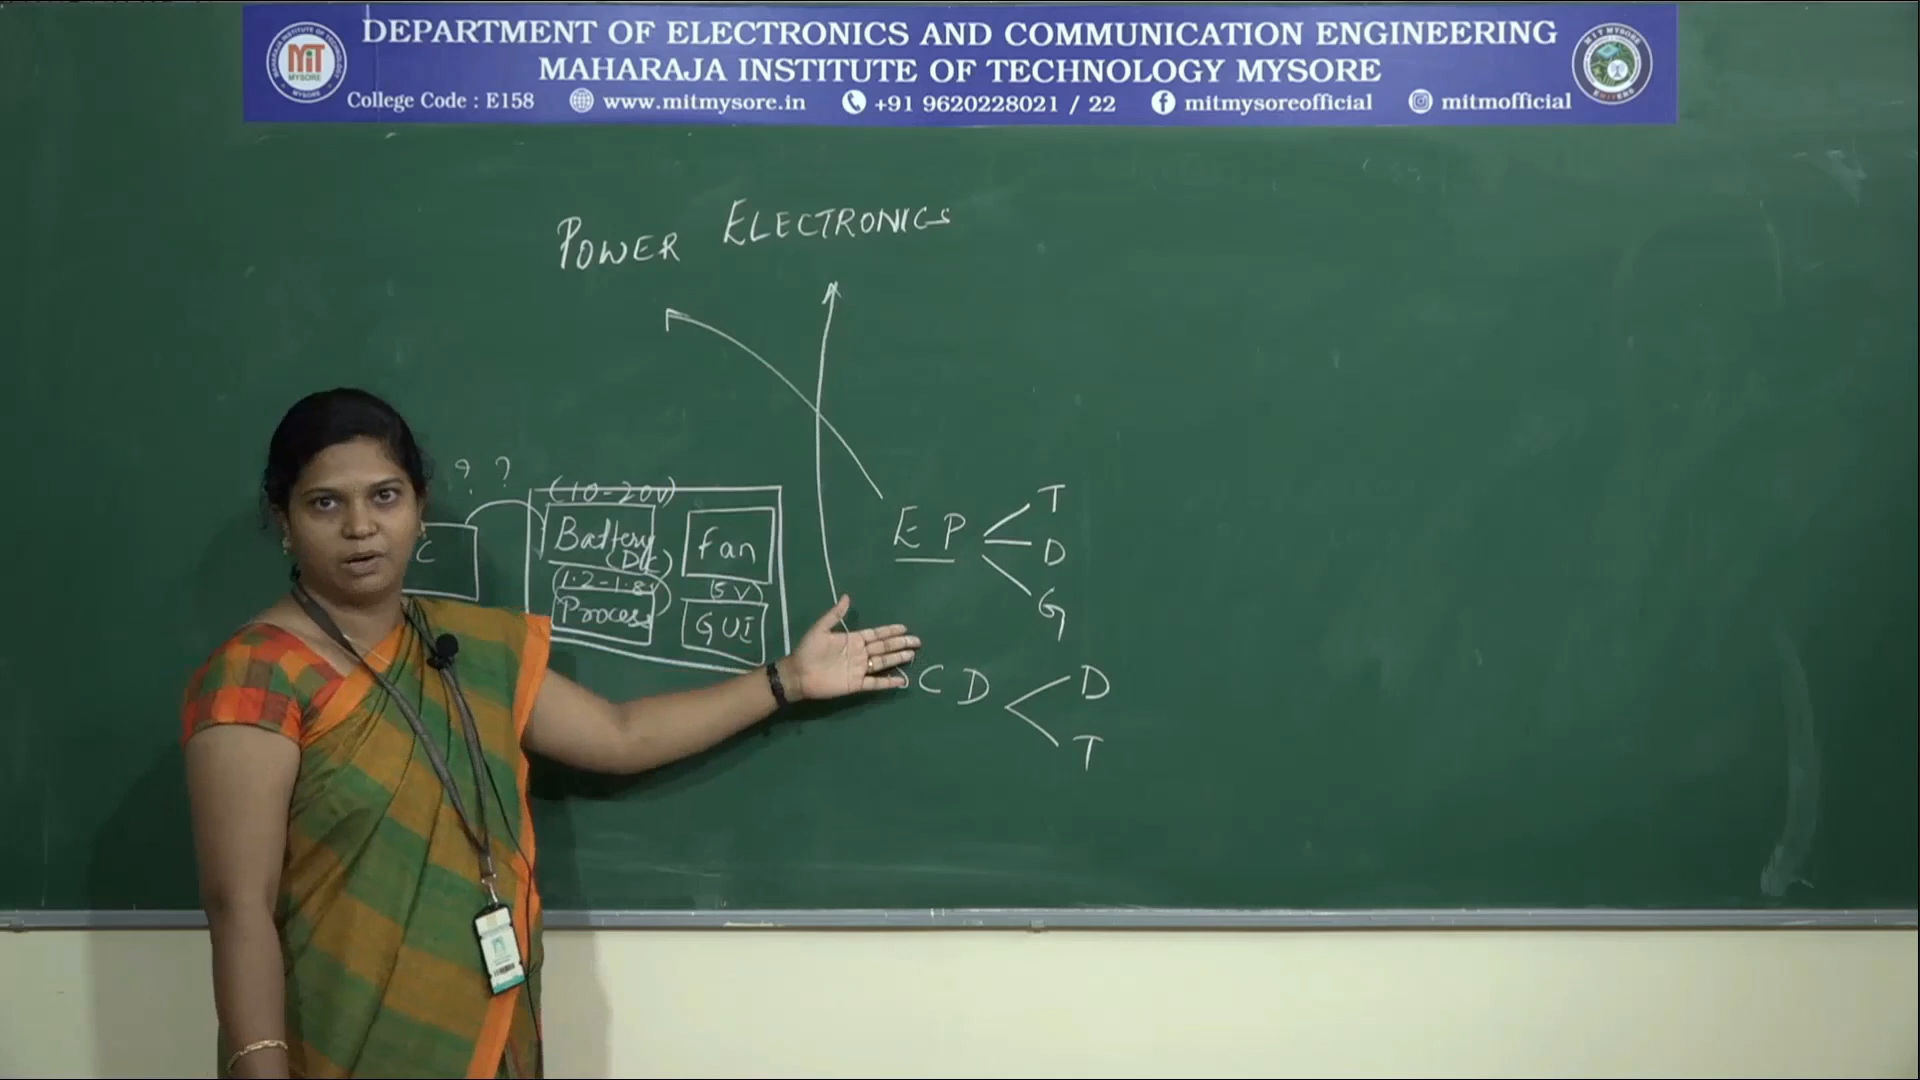 DEPARTMENT OF ELECTRONICS AND COMMUNICATION ENGINEERING
MAHARAJA INSTITUTE OF TECHNOLOGY MYSORE
College Code : E158 www.mitmysore.in +91 9620228021 / 22 mitmysoreofficial mitmofficial
MIT
MYSORE
POWER ELECTRONICS
? ?
(10-20V)
C
Battery
Fan
(DC)
(1.2-1.8V)
(5V)
Process
GUI
EP
T
D
G
CD
D
T